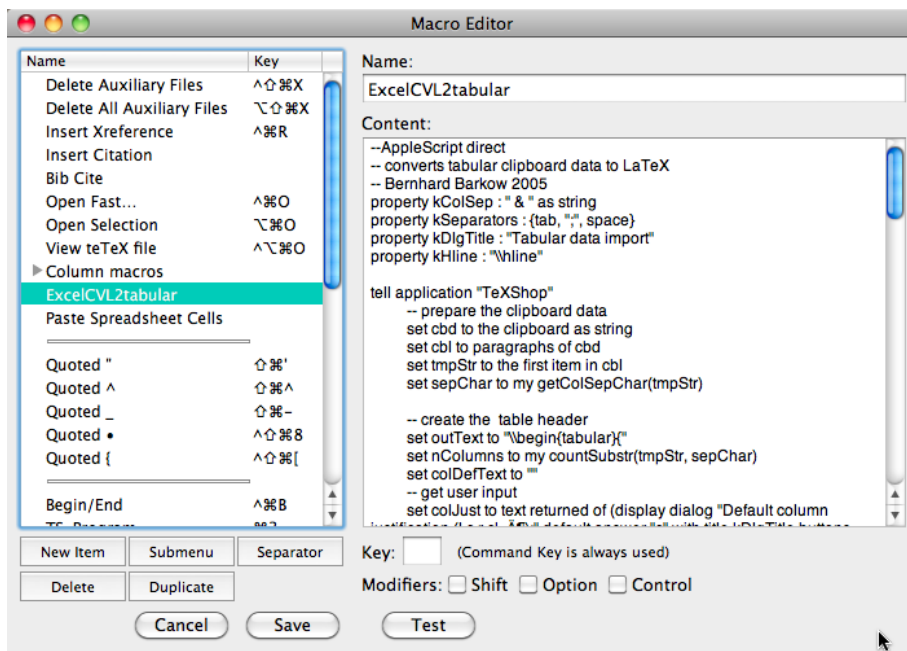 Macro Editor
Name Key
Delete Auxiliary Files ^⇧⌘X
Delete All Auxiliary Files ⌥⇧⌘X
Insert Xreference ^⌘R
Insert Citation
Bib Cite
Open Fast... ^⌘O
Open Selection ⌥⌘O
View teTeX file ^⌥⌘O
Column macros
ExcelCVL2tabular
Paste Spreadsheet Cells
Quoted " ⇧⌘'
Quoted ^ ⇧⌘^
Quoted _ ⇧⌘-
Quoted • ^⇧⌘8
Quoted { ^⇧⌘[
Begin/End ^⌘B
New Item Submenu Separator
Delete Duplicate
Cancel Save
Name:
ExcelCVL2tabular
Content:
--AppleScript direct
-- converts tabular clipboard data to LaTeX
-- Bernhard Barkow 2005
property kColSep : " & " as string
property kSeparators : {tab, ";", space}
property kDlgTitle : "Tabular data import"
property kHline : "\\hline"
tell application "TeXShop"
-- prepare the clipboard data
set cbd to the clipboard as string
set cbl to paragraphs of cbd
set tmpStr to the first item in cbl
set sepChar to my getColSepChar(tmpStr)
-- create the table header
set outText to "\\begin{tabular}{"
set nColumns to my countSubstr(tmpStr, sepChar)
set colDefText to ""
-- get user input
set colJust to text returned of (display dialog "Default column
Key: (Command Key is always used)
Modifiers: Shift Option Control
Test